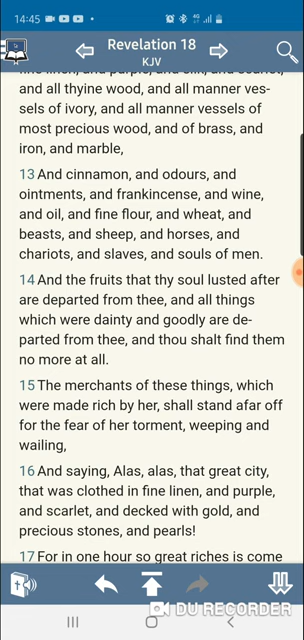 14:45
Revelation 18
KJV
fine linen, and purple, and silk, and scarlet,
and all thyine wood, and all manner ves-
sels of ivory, and all manner vessels of
most precious wood, and of brass, and
iron, and marble,
13 And cinnamon, and odours, and
ointments, and frankincense, and wine,
and oil, and fine flour, and wheat, and
beasts, and sheep, and horses, and
chariots, and slaves, and souls of men.
14 And the fruits that thy soul lusted after
are departed from thee, and all things
which were dainty and goodly are de-
parted from thee, and thou shalt find them
no more at all.
15 The merchants of these things, which
were made rich by her, shall stand afar off
for the fear of her torment, weeping and
wailing,
16 And saying, Alas, alas, that great city,
that was clothed in fine linen, and purple,
and scarlet, and decked with gold, and
precious stones, and pearls!
17 For in one hour so great riches is come
DU RECORDER